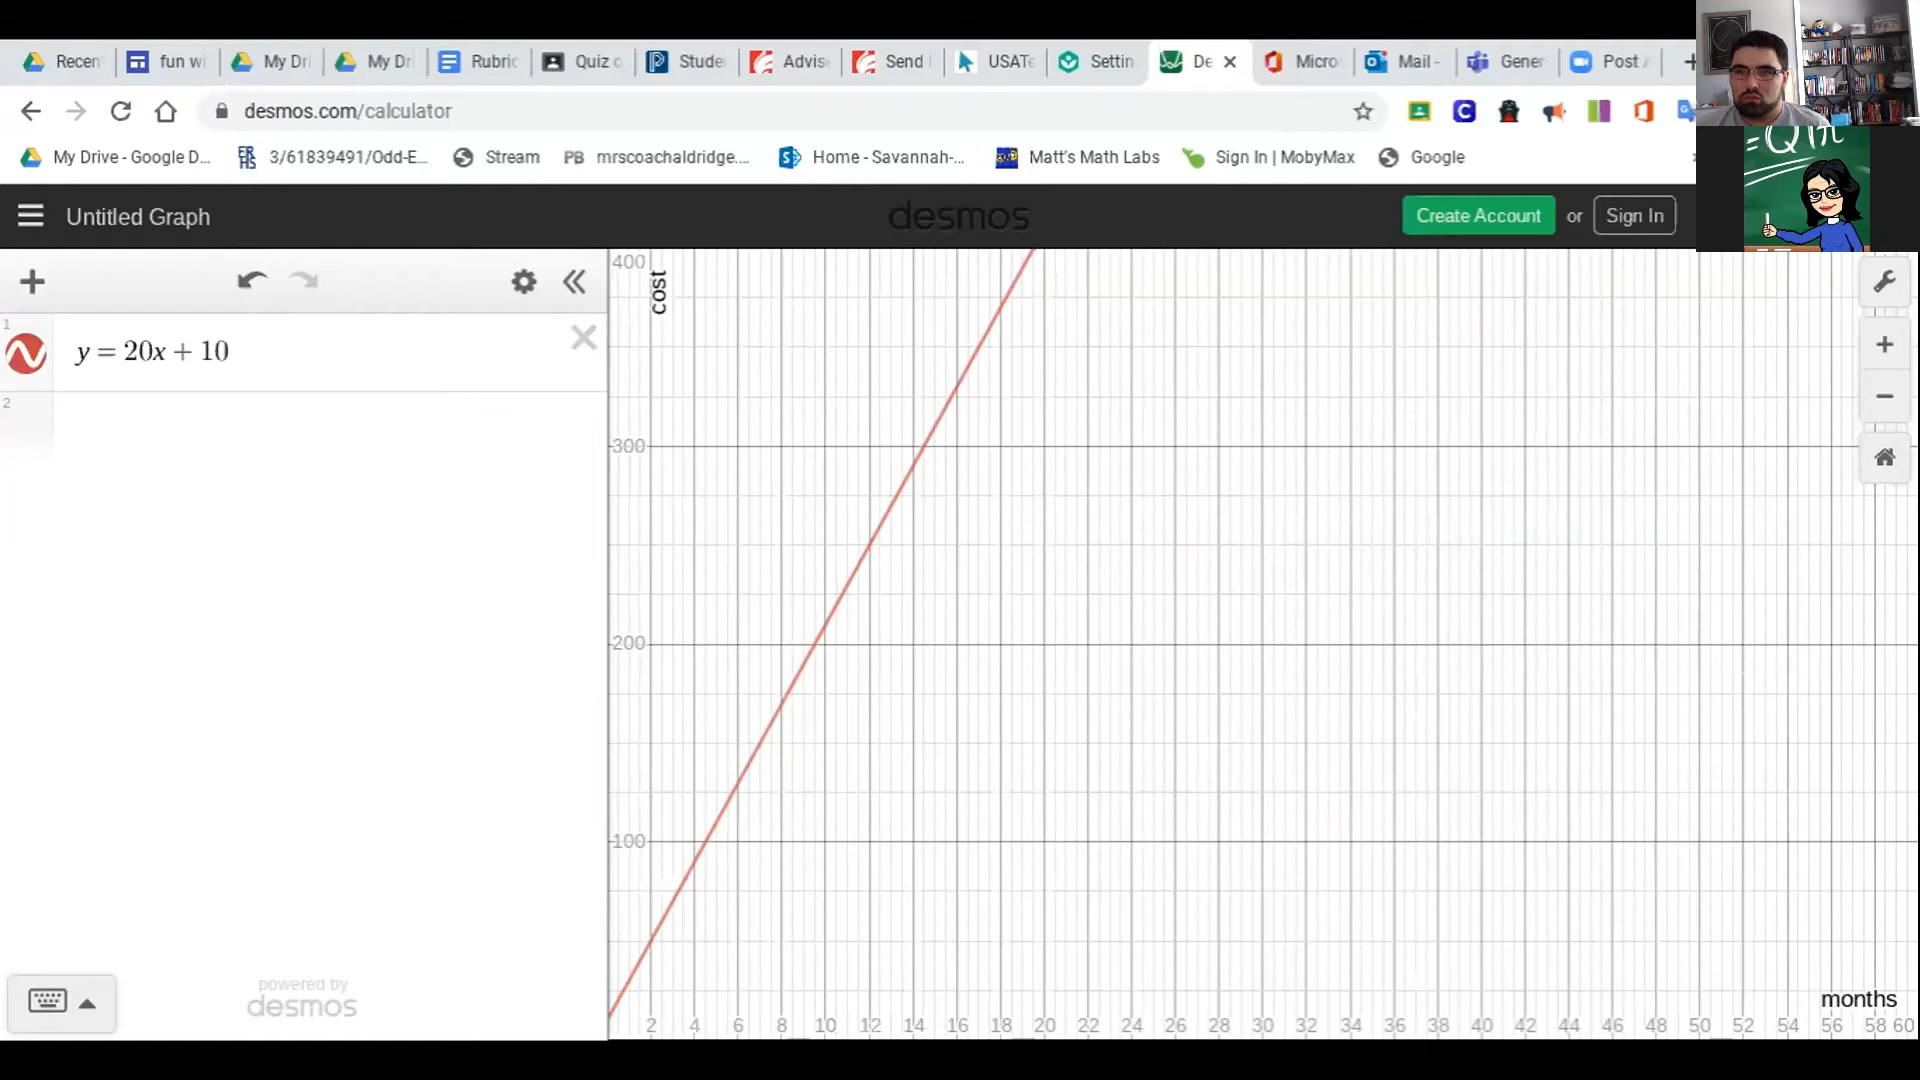 Recen
fun wi
My Dri
My Dri
Rubric
Quiz o
Stude
Advis
Send
USATe
Settin
De
Micro
Mail -
Gener
Post
desmos.com/calculator
My Drive - Google D...
3/61839491/Odd-E...
Stream
PB mrscoachaldridge....
Home - Savannah-...
Matt's Math Labs
Sign In | MobyMax
Google
Untitled Graph
desmos
Create Account or Sign In
1
y = 20x + 10
2
powered by
desmos
400
300
200
100
cost
months
2 4 6 8 10 12 14 16 18 20 22 24 26 28 30 32 34 36 38 40 42 44 46 48 50 52 54 56 58 60